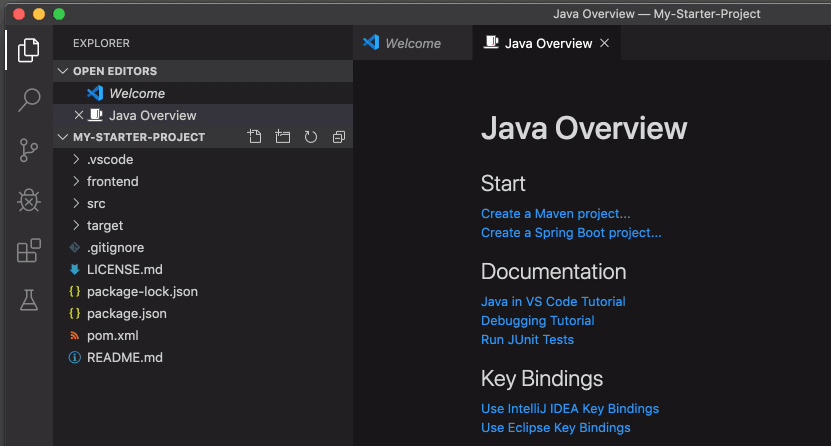 Java Overview — My-Starter-Project
EXPLORER
OPEN EDITORS
Welcome
Java Overview
MY-STARTER-PROJECT
.vscode
frontend
src
target
.gitignore
LICENSE.md
package-lock.json
package.json
pom.xml
README.md
Welcome
Java Overview
Java Overview
Start
Create a Maven project...
Create a Spring Boot project...
Documentation
Java in VS Code Tutorial
Debugging Tutorial
Run JUnit Tests
Key Bindings
Use IntelliJ IDEA Key Bindings
Use Eclipse Key Bindings